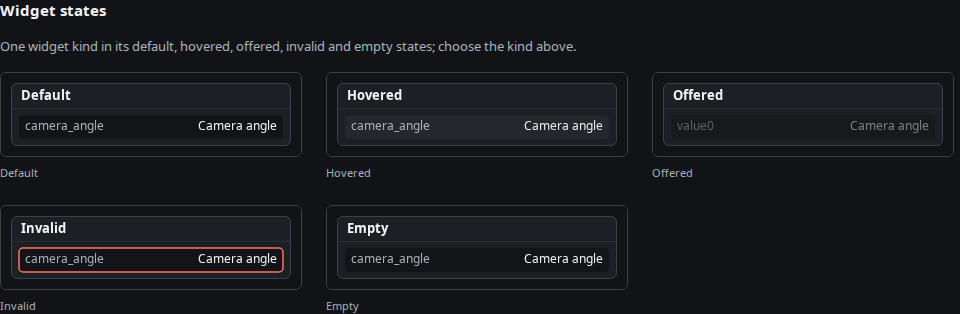 Widget states
One widget kind in its default, hovered, offered, invalid and empty states; choose the kind above.
Default
camera_angle Camera angle
Default
Hovered
camera_angle Camera angle
Hovered
Offered
value0 Camera angle
Offered
Invalid
camera_angle Camera angle
Invalid
Empty
camera_angle Camera angle
Empty